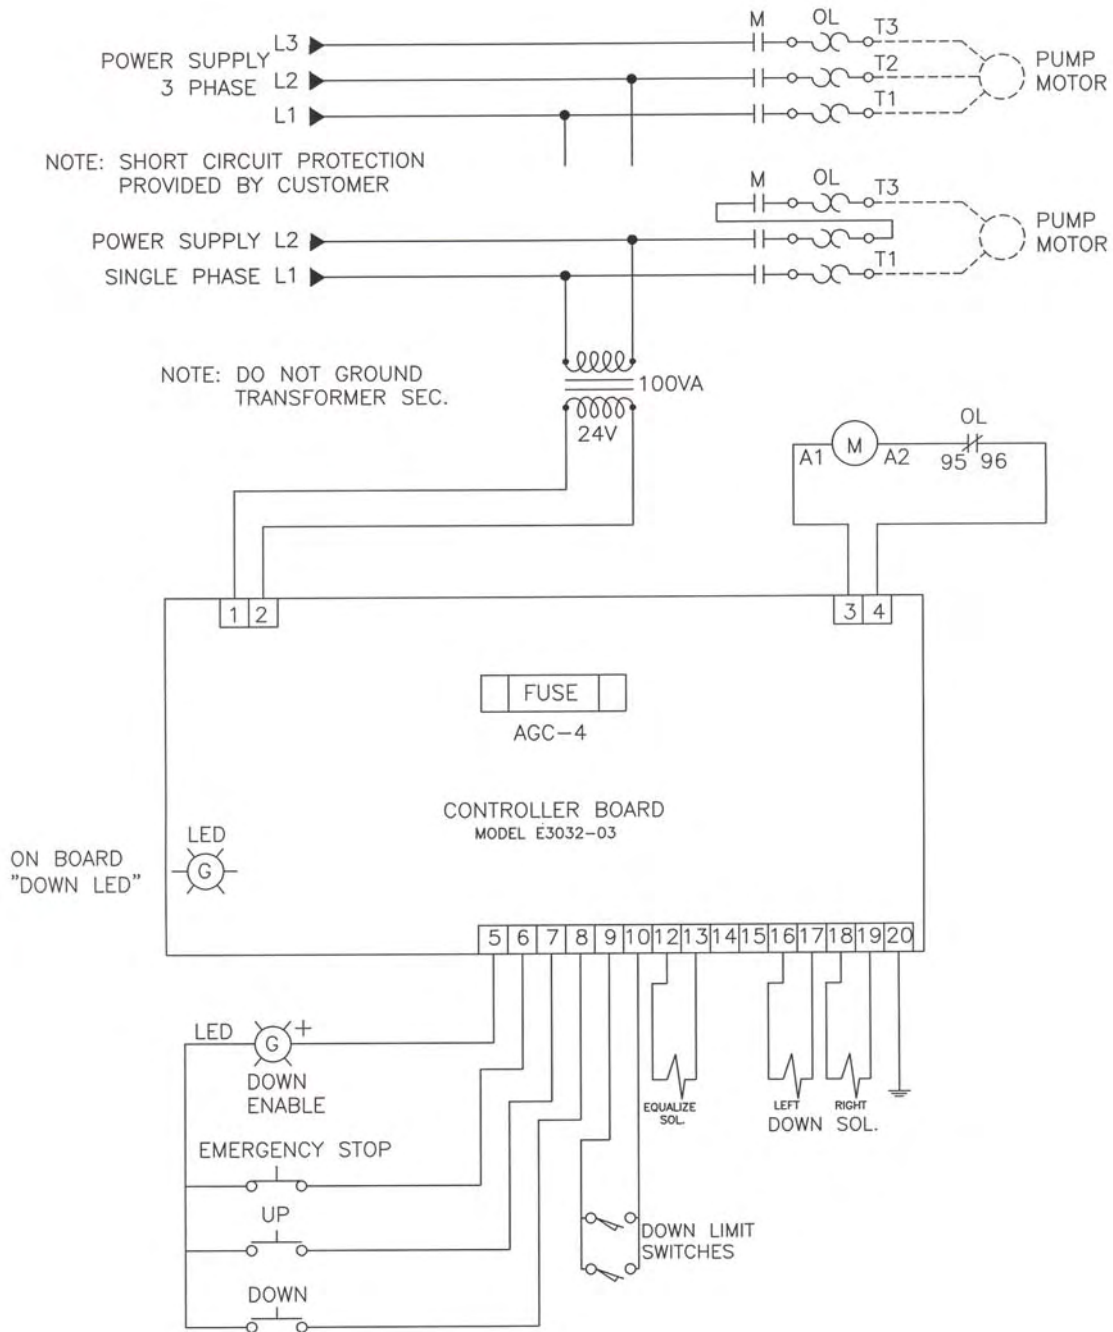 M OL T3
POWER SUPPLY L3
3 PHASE L2
T2
L1
T1
PUMP
MOTOR
NOTE: SHORT CIRCUIT PROTECTION
PROVIDED BY CUSTOMER
M OL T3
POWER SUPPLY L2
SINGLE PHASE L1
T1
PUMP
MOTOR
NOTE: DO NOT GROUND
TRANSFORMER SEC.
100VA
24V
OL
A1 M A2 95 96
1 2
3 4
FUSE
AGC-4
CONTROLLER BOARD
MODEL E3032-03
LED
G
ON BOARD
"DOWN LED"
5 6 7 8 9 10 12 13 14 15 16 17 18 19 20
LED G +
DOWN
ENABLE
EQUALIZE
SOL.
LEFT RIGHT
DOWN SOL.
EMERGENCY STOP
UP
DOWN LIMIT
SWITCHES
DOWN